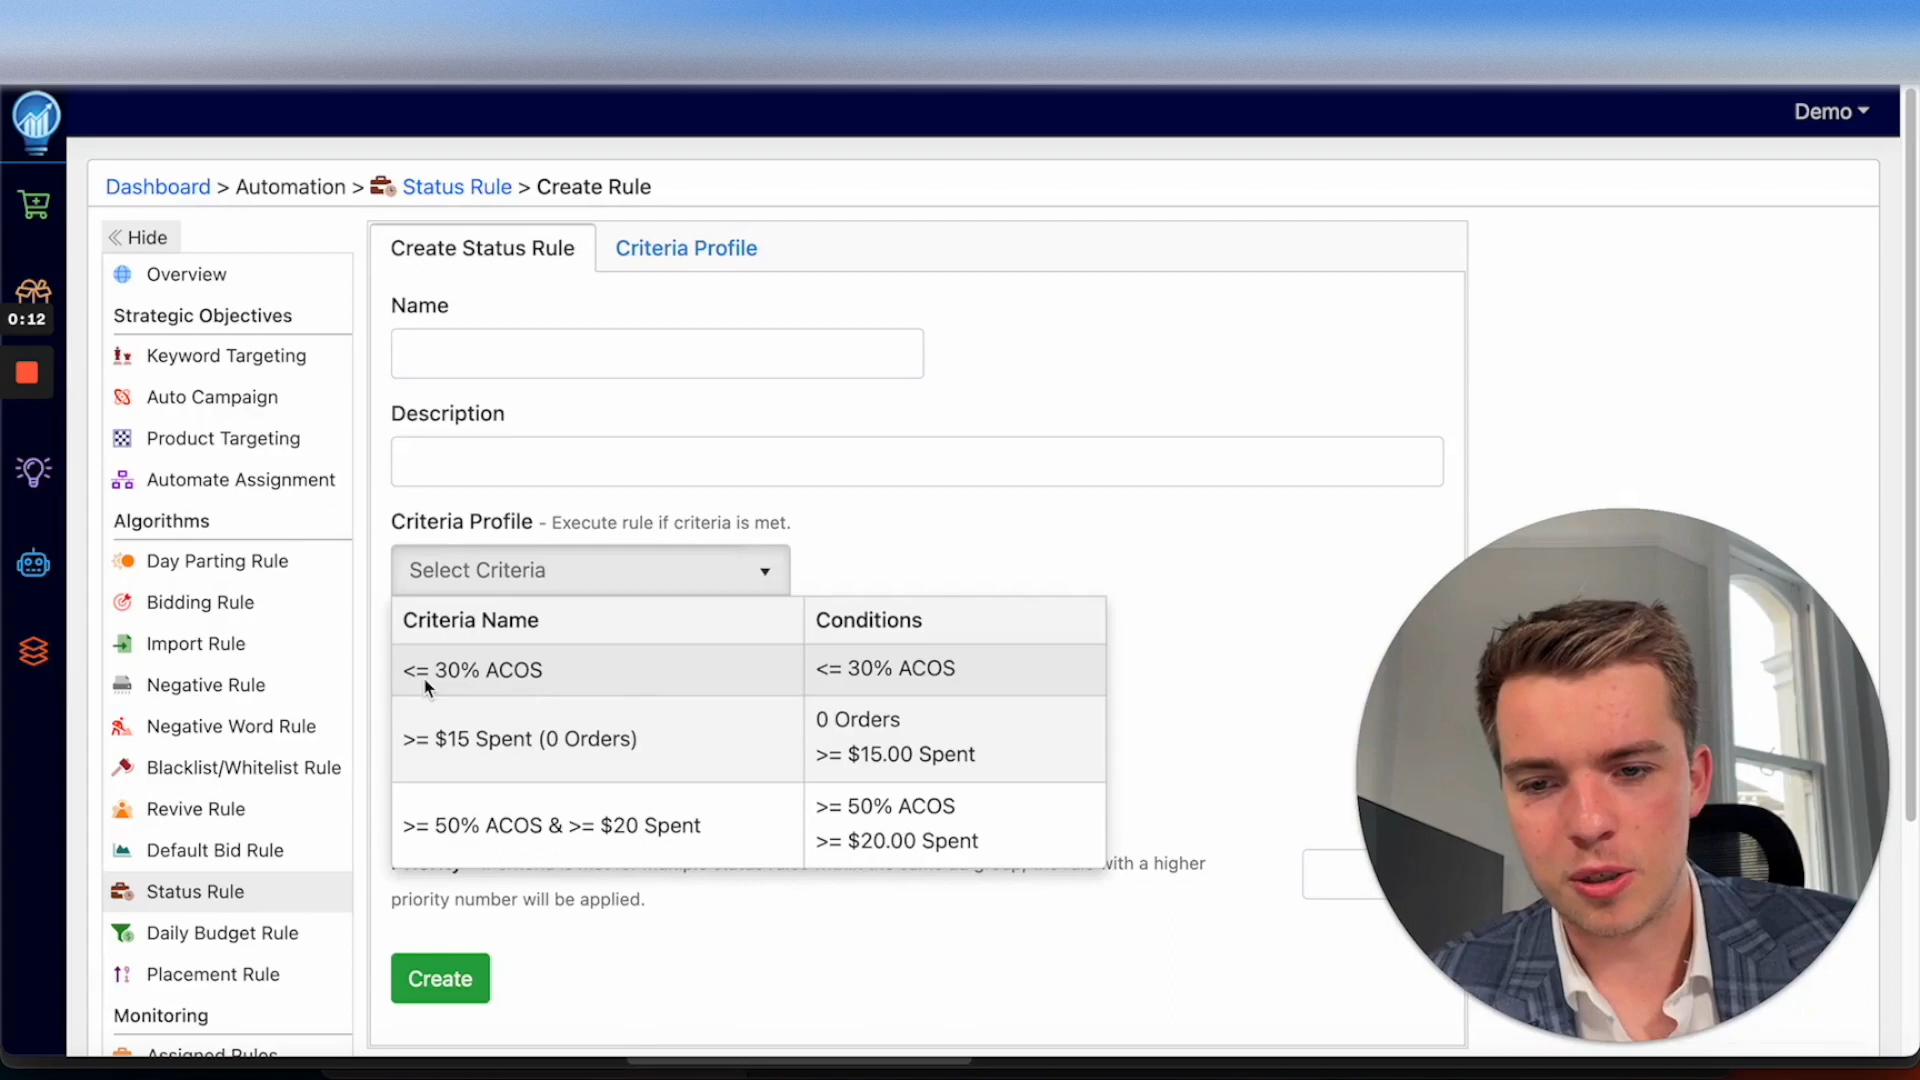 Demo
Dashboard > Automation > Status Rule > Create Rule
Hide
Overview
Strategic Objectives
Keyword Targeting
Auto Campaign
Product Targeting
Automate Assignment
Algorithms
Day Parting Rule
Bidding Rule
Import Rule
Negative Rule
Negative Word Rule
Blacklist/Whitelist Rule
Revive Rule
Default Bid Rule
Status Rule
Daily Budget Rule
Placement Rule
Monitoring
Assigned Rules
0:12
Create Status Rule
Criteria Profile
Name
Description
Criteria Profile - Execute rule if criteria is met.
Select Criteria
Criteria Name
Conditions
<= 30% ACOS
<= 30% ACOS
>= $15 Spent (0 Orders)
0 Orders
>= $15.00 Spent
>= 50% ACOS & >= $20 Spent
>= 50% ACOS
>= $20.00 Spent
with a higher
priority number will be applied.
Create